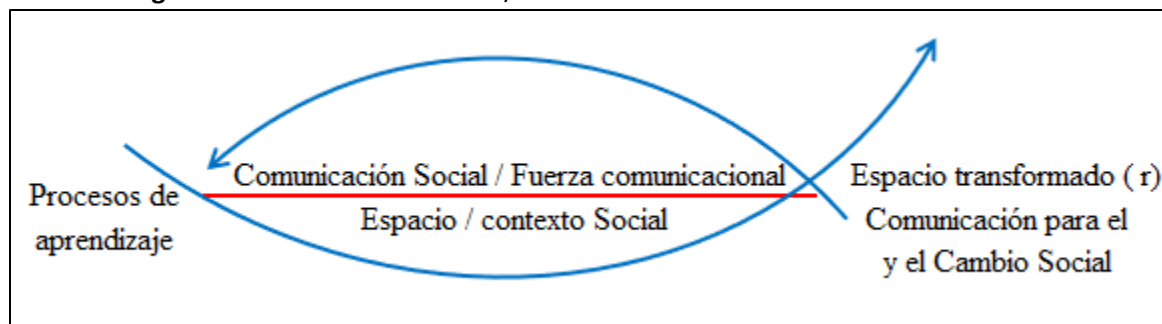 Procesos de
aprendizaje
Comunicación Social / Fuerza comunicacional
Espacio / contexto Social
Espacio transformado ( r)
Comunicación para el
y el Cambio Social